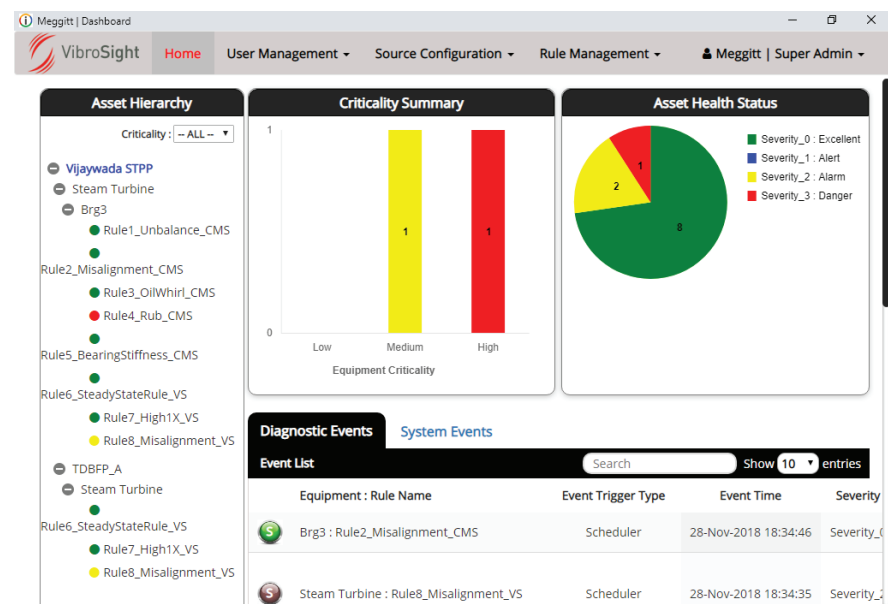 Meggitt | Dashboard
VibroSight Home User Management Source Configuration Rule Management Meggitt | Super Admin
Asset Hierarchy
Criticality : -- ALL --
Vijaywada STPP
Steam Turbine
Brg3
Rule1_Unbalance_CMS
Rule2_Misalignment_CMS
Rule3_OilWhirl_CMS
Rule4_Rub_CMS
Rule5_BearingStiffness_CMS
Rule6_SteadyStateRule_VS
Rule7_High1X_VS
Rule8_Misalignment_VS
TDBFP_A
Steam Turbine
Rule6_SteadyStateRule_VS
Rule7_High1X_VS
Rule8_Misalignment_VS
Criticality Summary
1
1 1
0
Low Medium High
Equipment Criticality
Asset Health Status
1
2
8
Severity_0 : Excellent
Severity_1 : Alert
Severity_2 : Alarm
Severity_3 : Danger
Diagnostic Events System Events
Event List Search Show 10 entries
Equipment : Rule Name Event Trigger Type Event Time Severity
S Brg3 : Rule2_Misalignment_CMS Scheduler 28-Nov-2018 18:34:46 Severity_0
S Steam Turbine : Rule8_Misalignment_VS Scheduler 28-Nov-2018 18:34:35 Severity_2